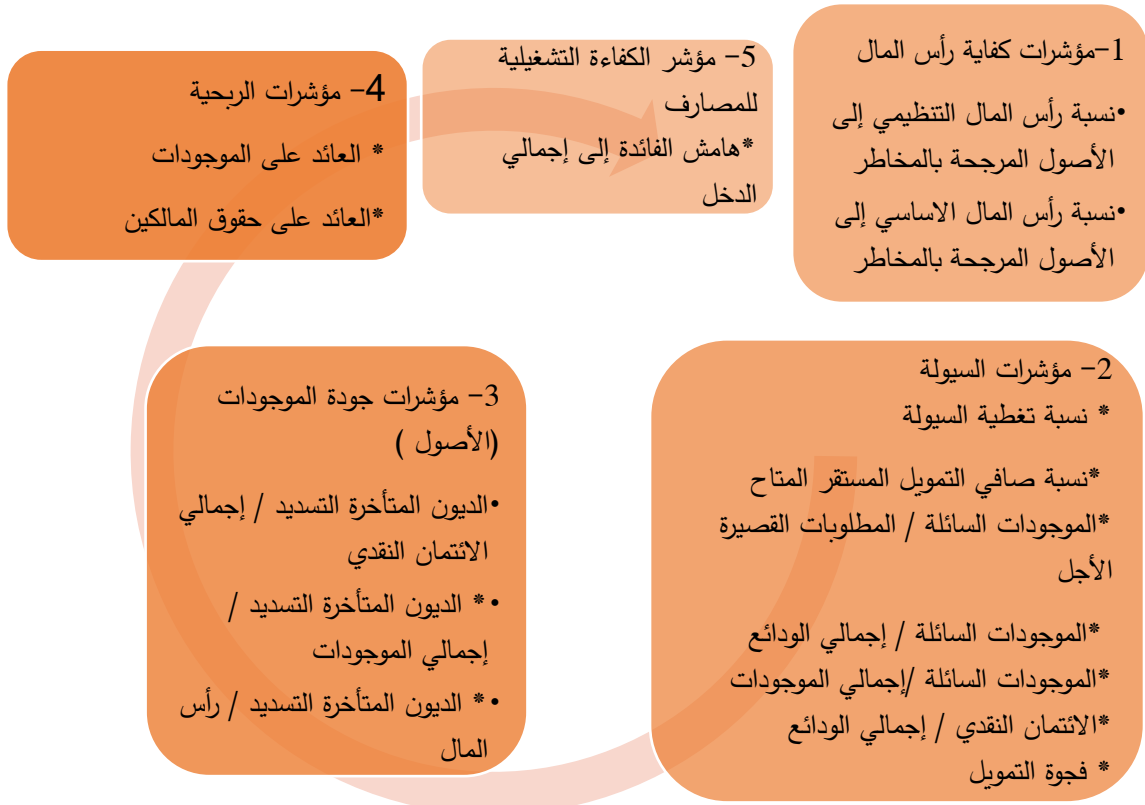 1-مؤشرات كفاية رأس المال
•نسبة رأس المال التنظيمي إلى
الأصول المرجحة بالمخاطر
•نسبة رأس المال الاساسي إلى
الأصول المرجحة بالمخاطر
2- مؤشرات السيولة
* نسبة تغطية السيولة
*نسبة صافي التمويل المستقر المتاح
*الموجودات السائلة / المطلوبات القصيرة
الأجل
*الموجودات السائلة / إجمالي الودائع
*الموجودات السائلة /إجمالي الموجودات
*الائتمان النقدي / إجمالي الودائع
* فجوة التمويل
3- مؤشرات جودة الموجودات
(الأصول )
•الديون المتأخرة التسديد / إجمالي
الائتمان النقدي
•* الديون المتأخرة التسديد /
إجمالي الموجودات
•* الديون المتأخرة التسديد / رأس
المال
4- مؤشرات الربحية
* العائد على الموجودات
*العائد على حقوق المالكين
5- مؤشر الكفاءة التشغيلية
للمصارف
*هامش الفائدة إلى إجمالي
الدخل